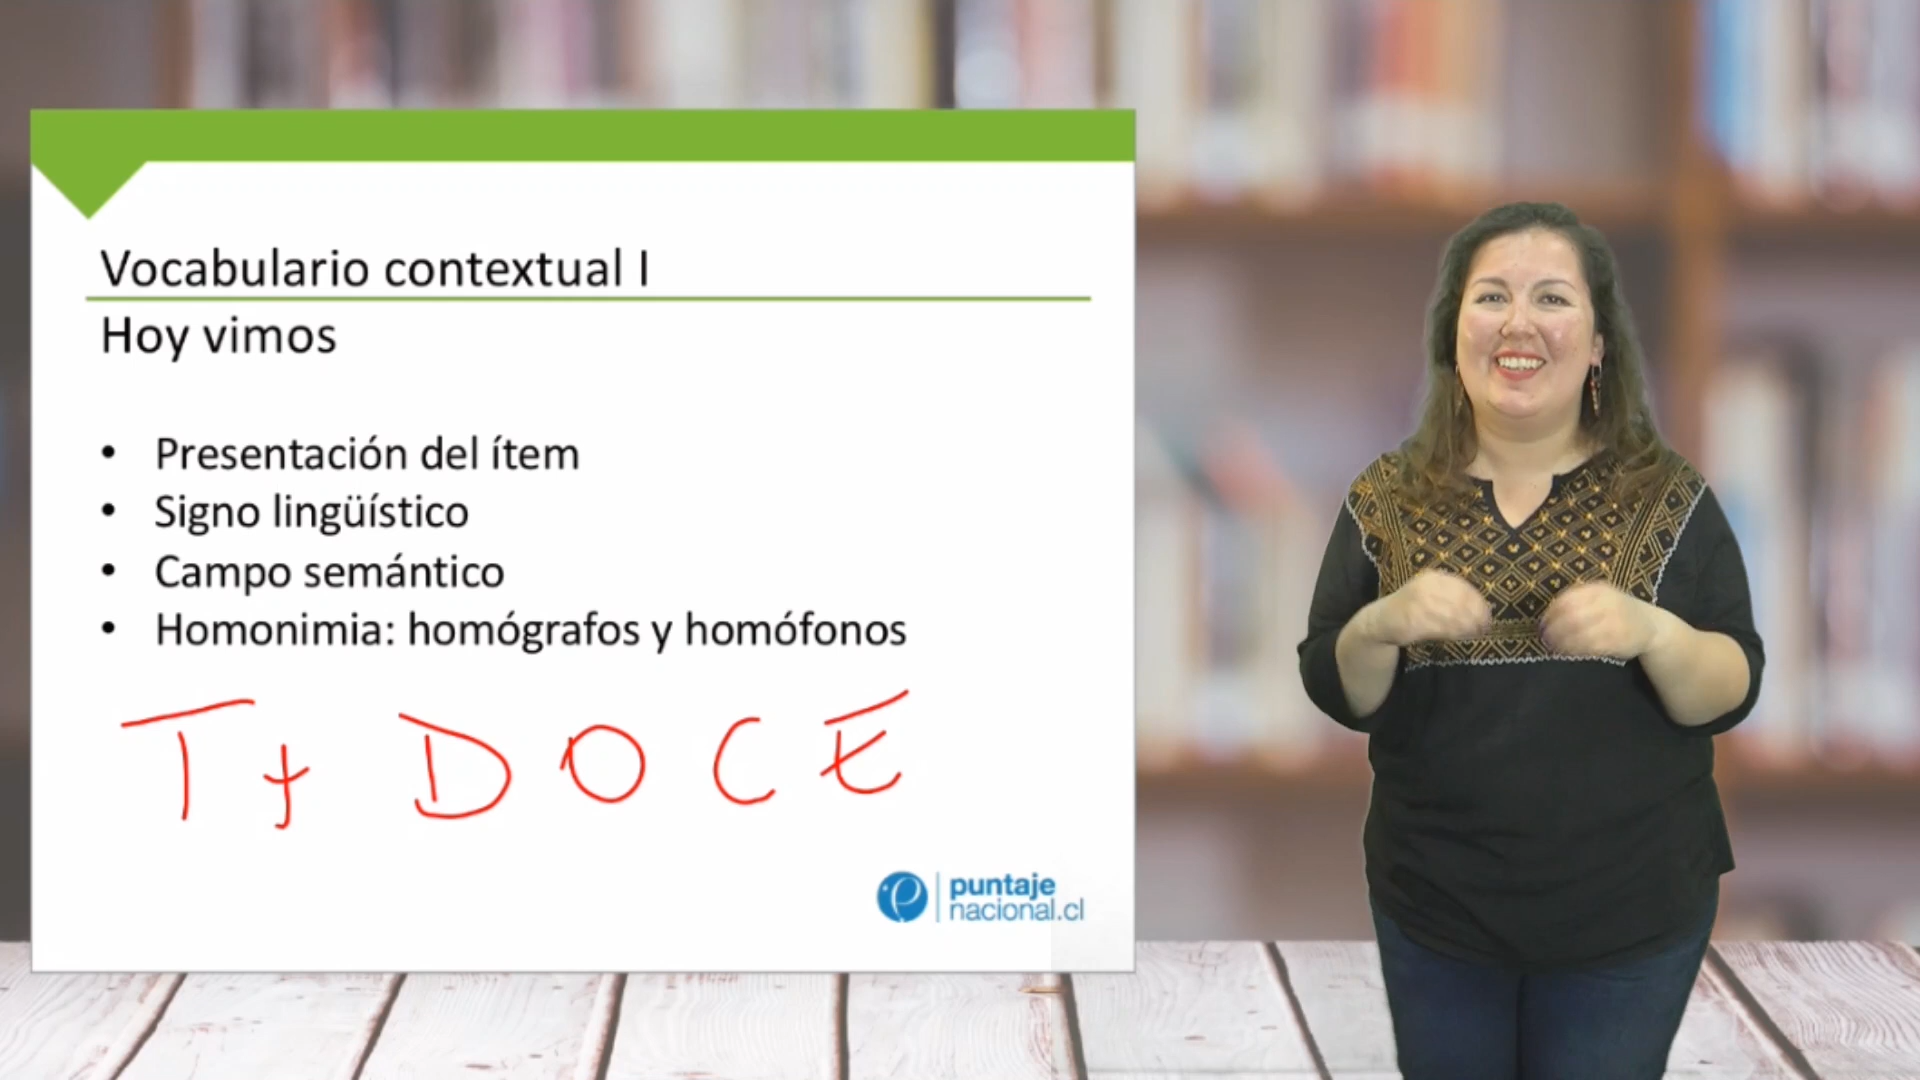 Vocabulario contextual I
Hoy vimos
• Presentación del ítem
• Signo lingüístico
• Campo semántico
• Homonimia: homógrafos y homófonos
T+ DOCE
puntaje
nacional.cl